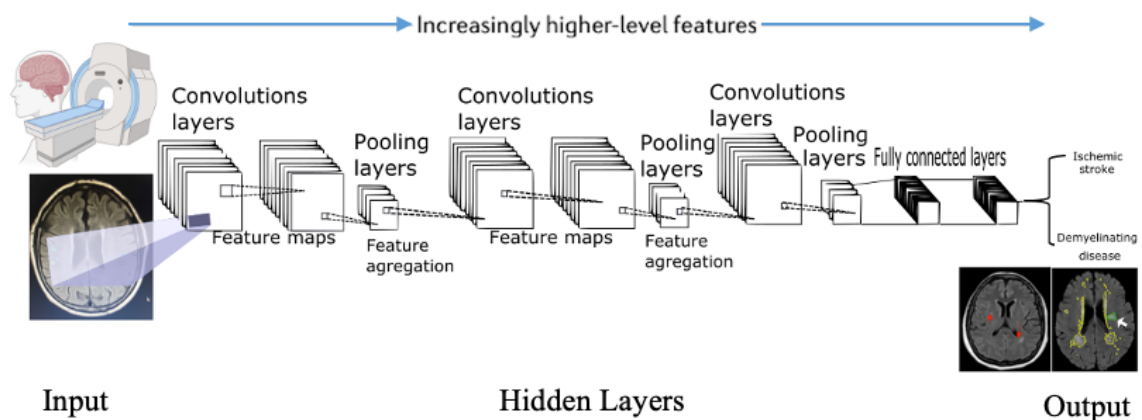 Increasingly higher-level features
Convolutions
layers
Pooling
layers
Convolutions
layers
Pooling
layers
Convolutions
layers
Pooling
layers
Fully connected layers
Ischemic
stroke
Feature maps
Feature
agregation
Feature maps
Feature
agregation
Demyelinating
disease
Input
Hidden Layers
Output